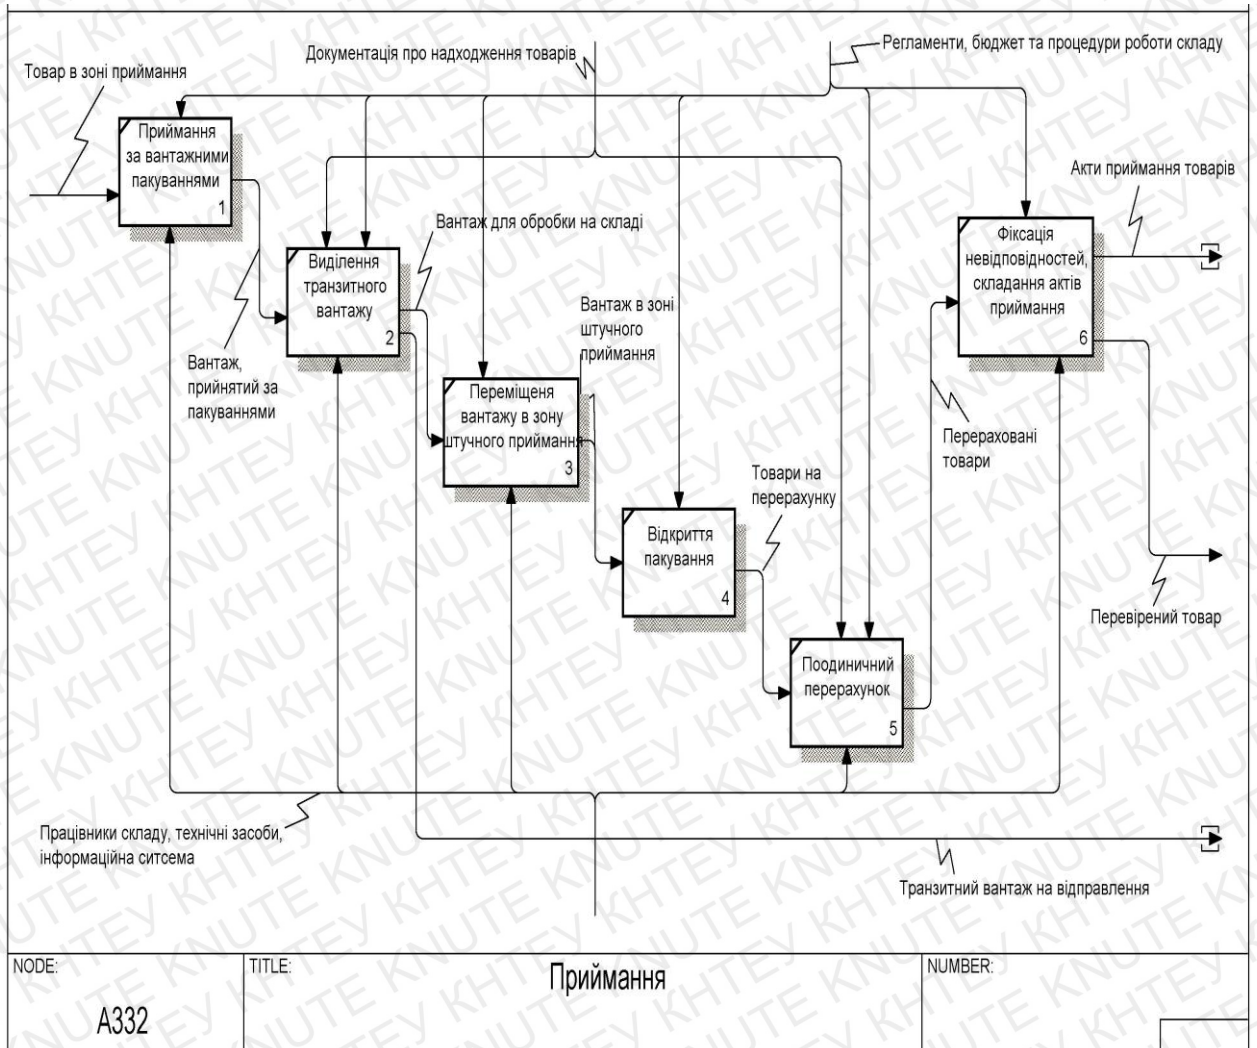 Документація про надходження товарів
Регламенти, бюджет та процедури роботи складу
Товар в зоні приймання
Приймання
за вантажними
пакуваннями
1
Акти приймання товарів
Вантаж для обробки на складі
Виділення
транзитного
вантажу
2
Фіксація
невідповідностей,
складання актів
приймання
6
Вантаж в зоні
штучного
приймання
Вантаж,
прийнятий за
пакуваннями
Переміщеня
вантажу в зону
штучного приймання
3
Перераховані
товари
Товари на
перерахунку
Відкриття
пакування
4
Перевірений товар
Поодиничний
перерахунок
5
Працівники складу, технічні засоби,
інформаційна ситсема
Транзитний вантаж на відправлення
NODE:
A332
TITLE:
Приймання
NUMBER:
КНТЕУ KNUTE